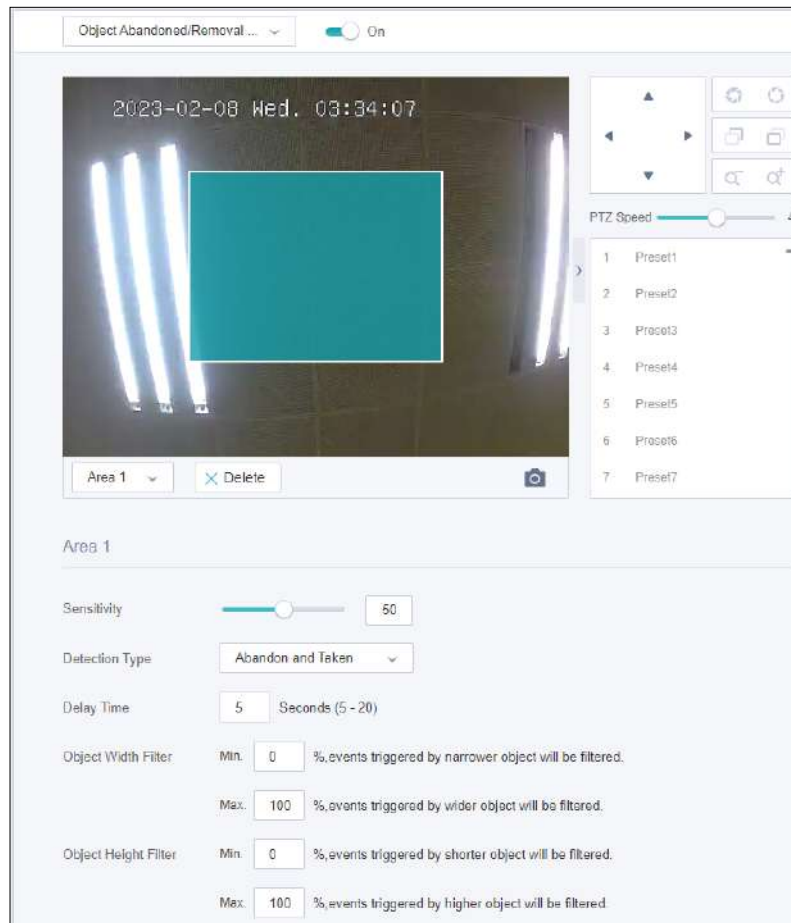 Object Abandoned/Removal ... On
2023-02-08 Wed. 03:34:07
PTZ Speed
1 Preset1
2 Preset2
3 Preset3
4 Preset4
5 Preset5
6 Preset6
7 Preset7
Area 1 Delete
Area 1
Sensitivity 50
Detection Type Abandon and Taken
Delay Time 5 Seconds (5 - 20)
Object Width Filter Min. 0 %,events triggered by narrower object will be filtered.
Max. 100 %,events triggered by wider object will be filtered.
Object Height Filter Min. 0 %,events triggered by shorter object will be filtered.
Max. 100 %,events triggered by higher object will be filtered.